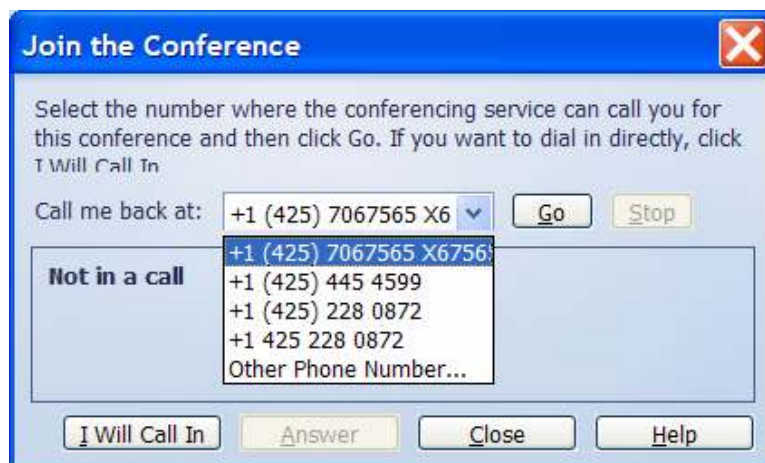 Join the Conference
Select the number where the conferencing service can call you for
this conference and then click Go. If you want to dial in directly, click
I Will Call In
Call me back at: +1 (425) 7067565 X6 Go Stop
+1 (425) 7067565 X6756
Not in a call
+1 (425) 445 4599
+1 (425) 228 0872
+1 425 228 0872
Other Phone Number...
I Will Call In Answer Close Help